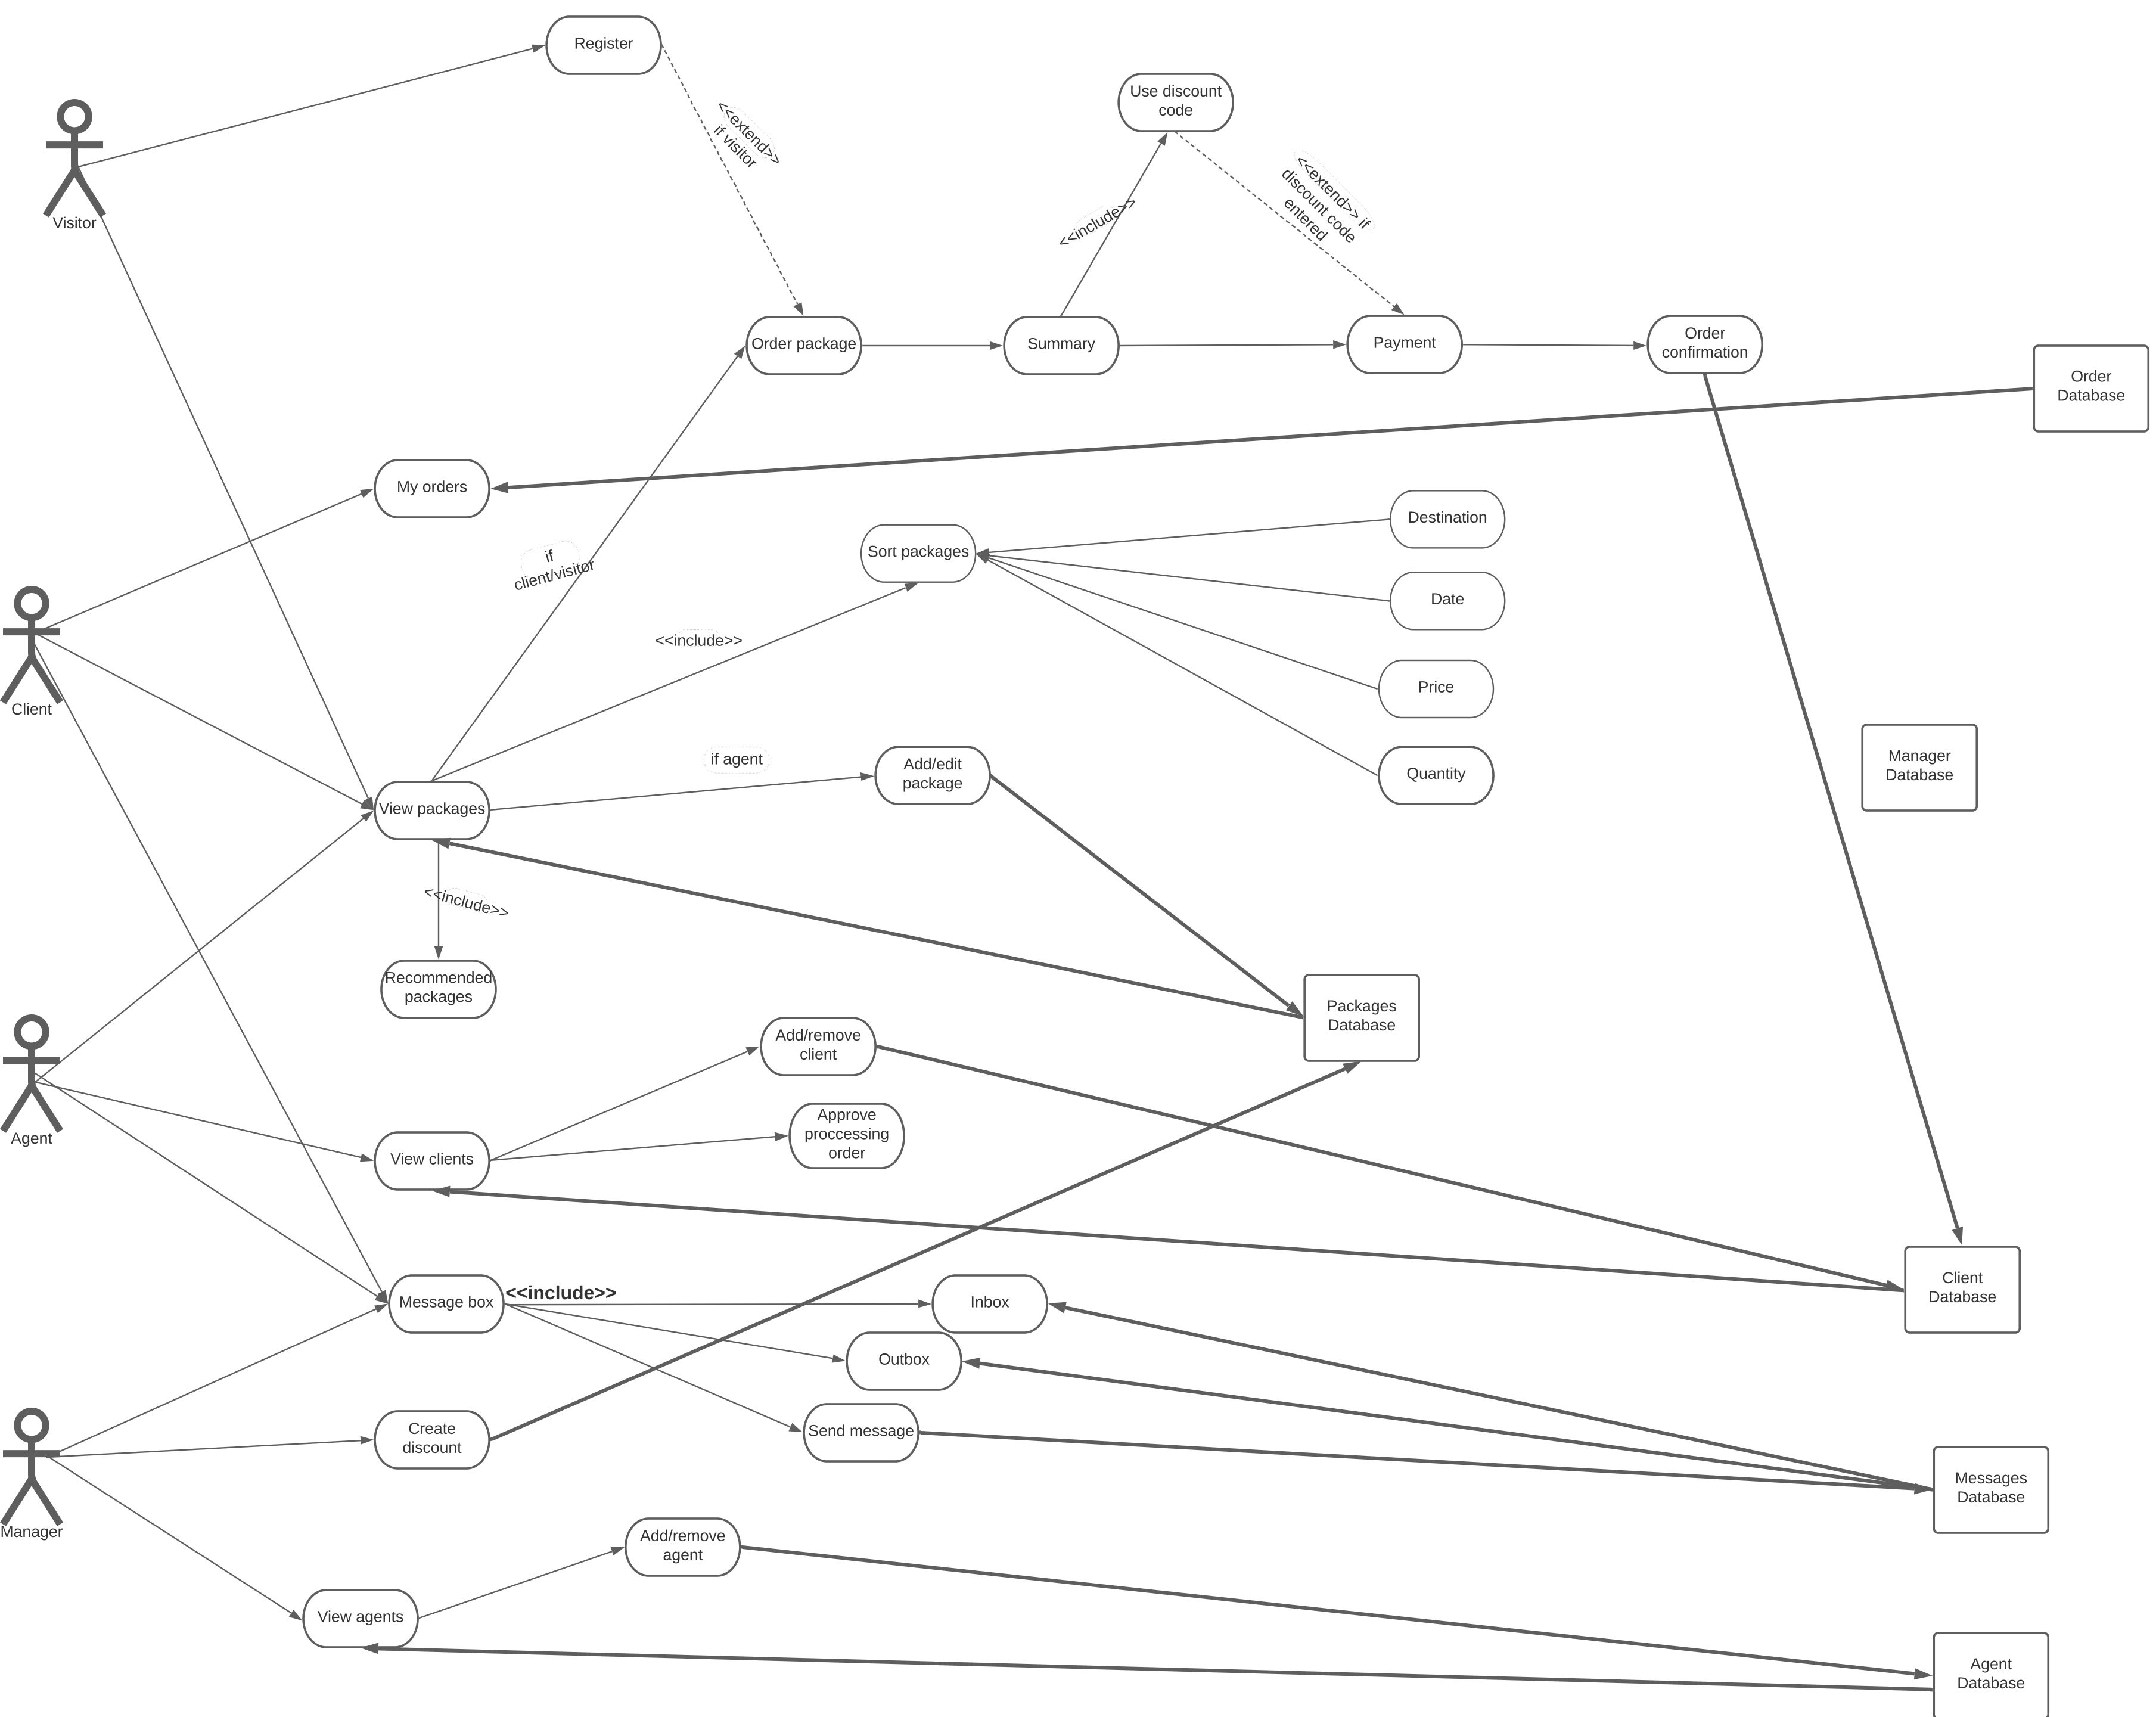 Register
Use discount
code
<<extend>>
if visitor
<<extend>> if
discount code
entered
<<include>>
Visitor
Order package
Summary
Payment
Order
confirmation
Order
Database
My orders
Destination
Sort packages
if
client/visitor
Date
<<include>>
Client
Price
if agent
Add/edit
package
Quantity
Manager
Database
View packages
<<include>>
Recommended
packages
Packages
Database
Add/remove
client
Agent
Approve
proccessing
order
View clients
Client
Database
Message box
<<include>>
Inbox
Outbox
Create
discount
Send message
Messages
Database
Manager
Add/remove
agent
View agents
Agent
Database